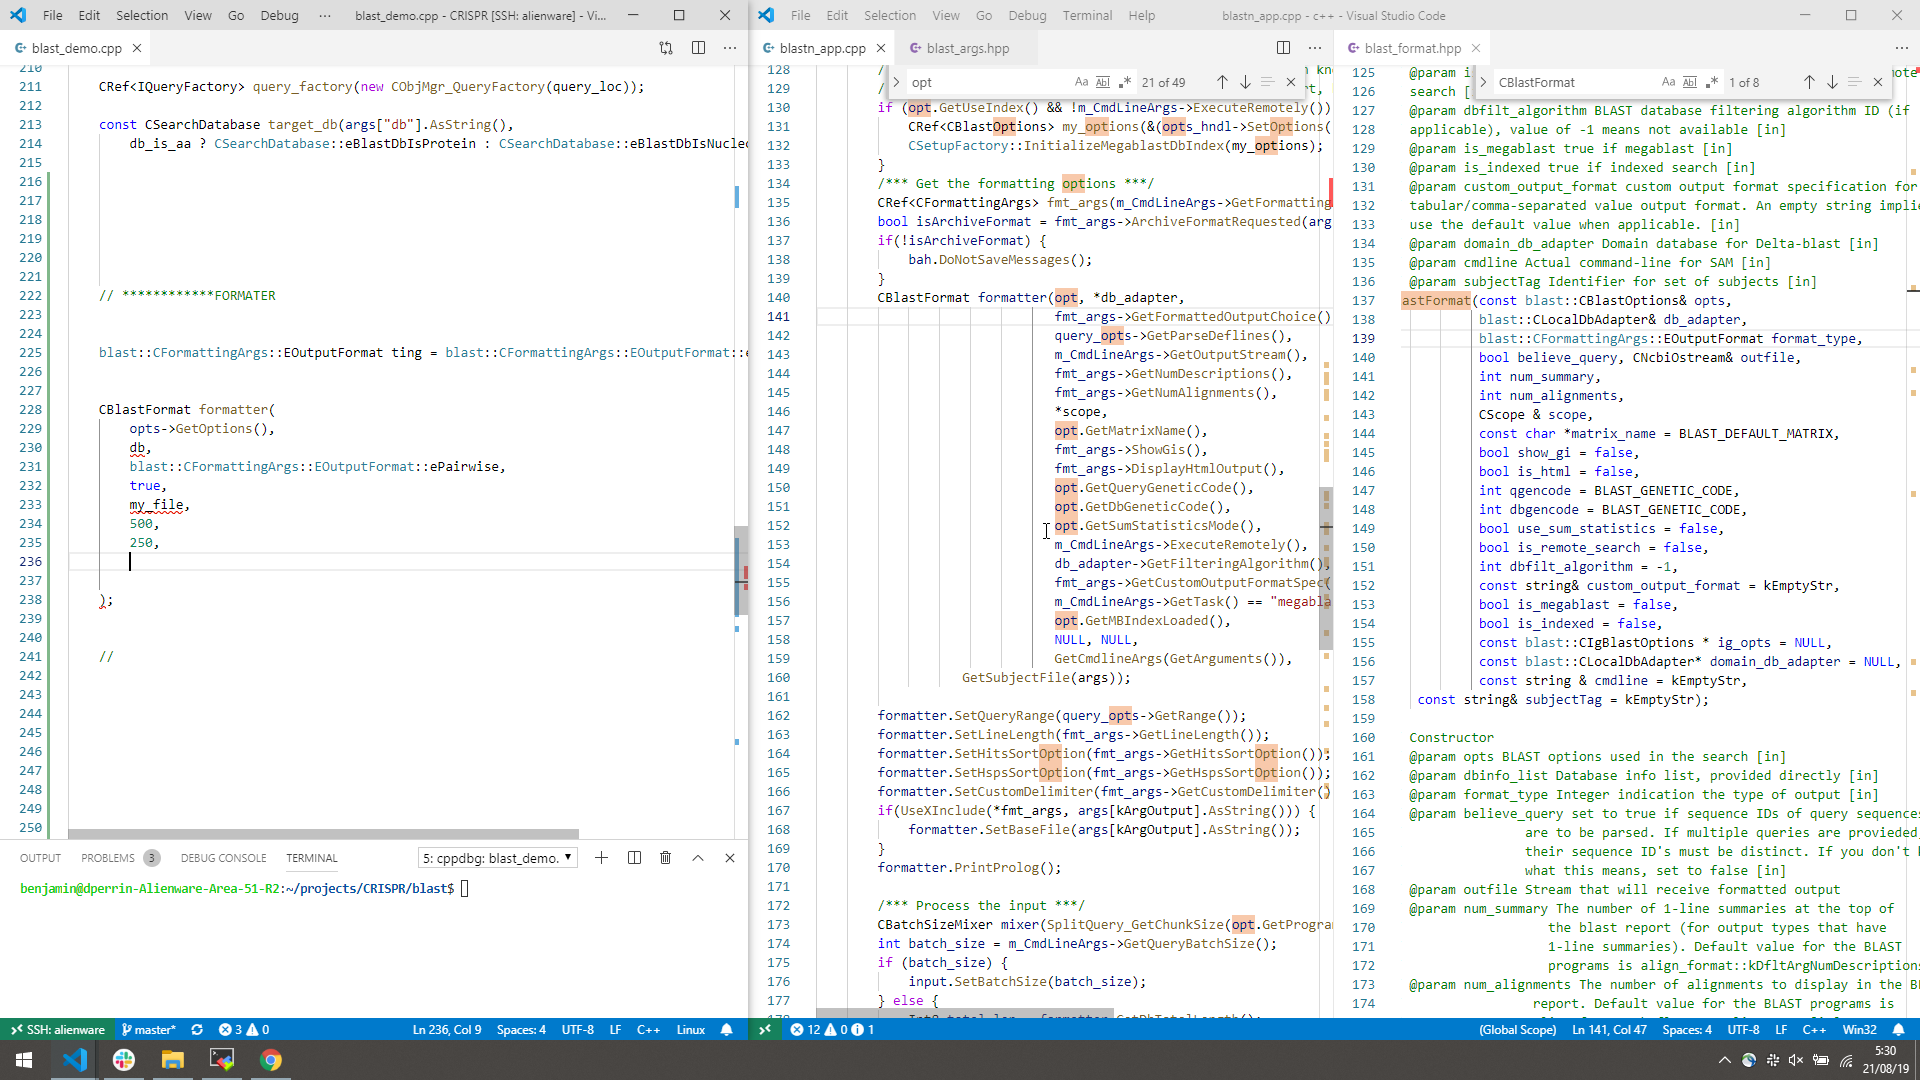 File Edit Selection View Go Debug ··· blast_demo.cpp - CRISPR [SSH: alienware] - Vi...
blast_demo.cpp
210
211 CRef<IQueryFactory> query_factory(new CObjMgr_QueryFactory(query_loc));
212
213 const CSearchDatabase target_db(args["db"].AsString(),
214 db_is_aa ? CSearchDatabase::eBlastDbIsProtein : CSearchDatabase::eBlastDbIsNucle
215
216
217
218
219
220
221
222 // ************FORMATER
223
224
225 blast::CFormattingArgs::EOutputFormat ting = blast::CFormattingArgs::EOutputFormat::e
226
227
228 CBlastFormat formatter(
229 opts->GetOptions(),
230 db,
231 blast::CFormattingArgs::EOutputFormat::ePairwise,
232 true,
233 my_file,
234 500,
235 250,
236
237
238 );
239
240
241 //
242
243
244
245
246
247
248
249
250
OUTPUT PROBLEMS 3 DEBUG CONSOLE TERMINAL 5: cppdbg: blast_demo.
benjamin@dperrin-Alienware-Area-51-R2:~/projects/CRISPR/blast$
SSH: alienware master* 3 0 Ln 236, Col 9 Spaces: 4 UTF-8 LF C++ Linux
File Edit Selection View Go Debug Terminal Help blastn_app.cpp - c++ - Visual Studio Code
blastn_app.cpp blast_args.hpp
opt Aa Abl .* 21 of 49
128 // kn
129 //
130 if (opt.GetUseIndex() && !m_CmdLineArgs->ExecuteRemotely())
131 CRef<CBlastOptions> my_options(&(opts_hndl->SetOptions(
132 CSetupFactory::InitializeMegablastDbIndex(my_options);
133 }
134 /*** Get the formatting options ***/
135 CRef<CFormattingArgs> fmt_args(m_CmdLineArgs->GetFormatting
136 bool isArchiveFormat = fmt_args->ArchiveFormatRequested(arg
137 if(!isArchiveFormat) {
138 bah.DoNotSaveMessages();
139 }
140 CBlastFormat formatter(opt, *db_adapter,
141 fmt_args->GetFormattedOutputChoice()
142 query_opts->GetParseDeflines(),
143 m_CmdLineArgs->GetOutputStream(),
144 fmt_args->GetNumDescriptions(),
145 fmt_args->GetNumAlignments(),
146 *scope,
147 opt.GetMatrixName(),
148 fmt_args->ShowGis(),
149 fmt_args->DisplayHtmlOutput(),
150 opt.GetQueryGeneticCode(),
151 opt.GetDbGeneticCode(),
152 opt.GetSumStatisticsMode(),
153 m_CmdLineArgs->ExecuteRemotely(),
154 db_adapter->GetFilteringAlgorithm(),
155 fmt_args->GetCustomOutputFormatSpec(
156 m_CmdLineArgs->GetTask() == "megabla
157 opt.GetMBIndexLoaded(),
158 NULL, NULL,
159 GetCmdlineArgs(GetArguments()),
160 GetSubjectFile(args));
161
162 formatter.SetQueryRange(query_opts->GetRange());
163 formatter.SetLineLength(fmt_args->GetLineLength());
164 formatter.SetHitsSortOption(fmt_args->GetHitsSortOption());
165 formatter.SetHspsSortOption(fmt_args->GetHspsSortOption());
166 formatter.SetCustomDelimiter(fmt_args->GetCustomDelimiter()
167 if(UseXInclude(*fmt_args, args[kArgOutput].AsString())) {
168 formatter.SetBaseFile(args[kArgOutput].AsString());
169 }
170 formatter.PrintProlog();
171
172 /*** Process the input ***/
173 CBatchSizeMixer mixer(SplitQuery_GetChunkSize(opt.GetProgra
174 int batch_size = m_CmdLineArgs->GetQueryBatchSize();
175 if (batch_size) {
176 input.SetBatchSize(batch_size);
177 } else {
blast_format.hpp
CBlastFormat Aa Abl .* 1 of 8
125 @param i mote
126 search [
127 @param dbfilt_algorithm BLAST database filtering algorithm ID (if
128 applicable), value of -1 means not available [in]
129 @param is_megablast true if megablast [in]
130 @param is_indexed true if indexed search [in]
131 @param custom_output_format custom output format specification for
132 tabular/comma-separated value output format. An empty string impli
133 use the default value when applicable. [in]
134 @param domain_db_adapter Domain database for Delta-blast [in]
135 @param cmdline Actual command-line for SAM [in]
136 @param subjectTag Identifier for set of subjects [in]
137 astFormat(const blast::CBlastOptions& opts,
138 blast::CLocalDbAdapter& db_adapter,
139 blast::CFormattingArgs::EOutputFormat format_type,
140 bool believe_query, CNcbiOstream& outfile,
141 int num_summary,
142 int num_alignments,
143 CScope & scope,
144 const char *matrix_name = BLAST_DEFAULT_MATRIX,
145 bool show_gi = false,
146 bool is_html = false,
147 int qgencode = BLAST_GENETIC_CODE,
148 int dbgencode = BLAST_GENETIC_CODE,
149 bool use_sum_statistics = false,
150 bool is_remote_search = false,
151 int dbfilt_algorithm = -1,
152 const string& custom_output_format = kEmptyStr,
153 bool is_megablast = false,
154 bool is_indexed = false,
155 const blast::CIgBlastOptions * ig_opts = NULL,
156 const blast::CLocalDbAdapter* domain_db_adapter = NULL,
157 const string & cmdline = kEmptyStr,
158 const string& subjectTag = kEmptyStr);
159
160 Constructor
161 @param opts BLAST options used in the search [in]
162 @param dbinfo_list Database info list, provided directly [in]
163 @param format_type Integer indication the type of output [in]
164 @param believe_query set to true if sequence IDs of query sequences
165 are to be parsed. If multiple queries are provieded,
166 their sequence ID's must be distinct. If you don't k
167 what this means, set to false [in]
168 @param outfile Stream that will receive formatted output
169 @param num_summary The number of 1-line summaries at the top of
170 the blast report (for output types that have
171 1-line summaries). Default value for the BLAST
172 programs is align_format::kDfltArgNumDescriptions
173 @param num_alignments The number of alignments to display in the BL
174 report. Default value for the BLAST programs is
12 0 1 (Global Scope) Ln 141, Col 47 Spaces: 4 UTF-8 LF C++ Win32
5:30
21/08/19